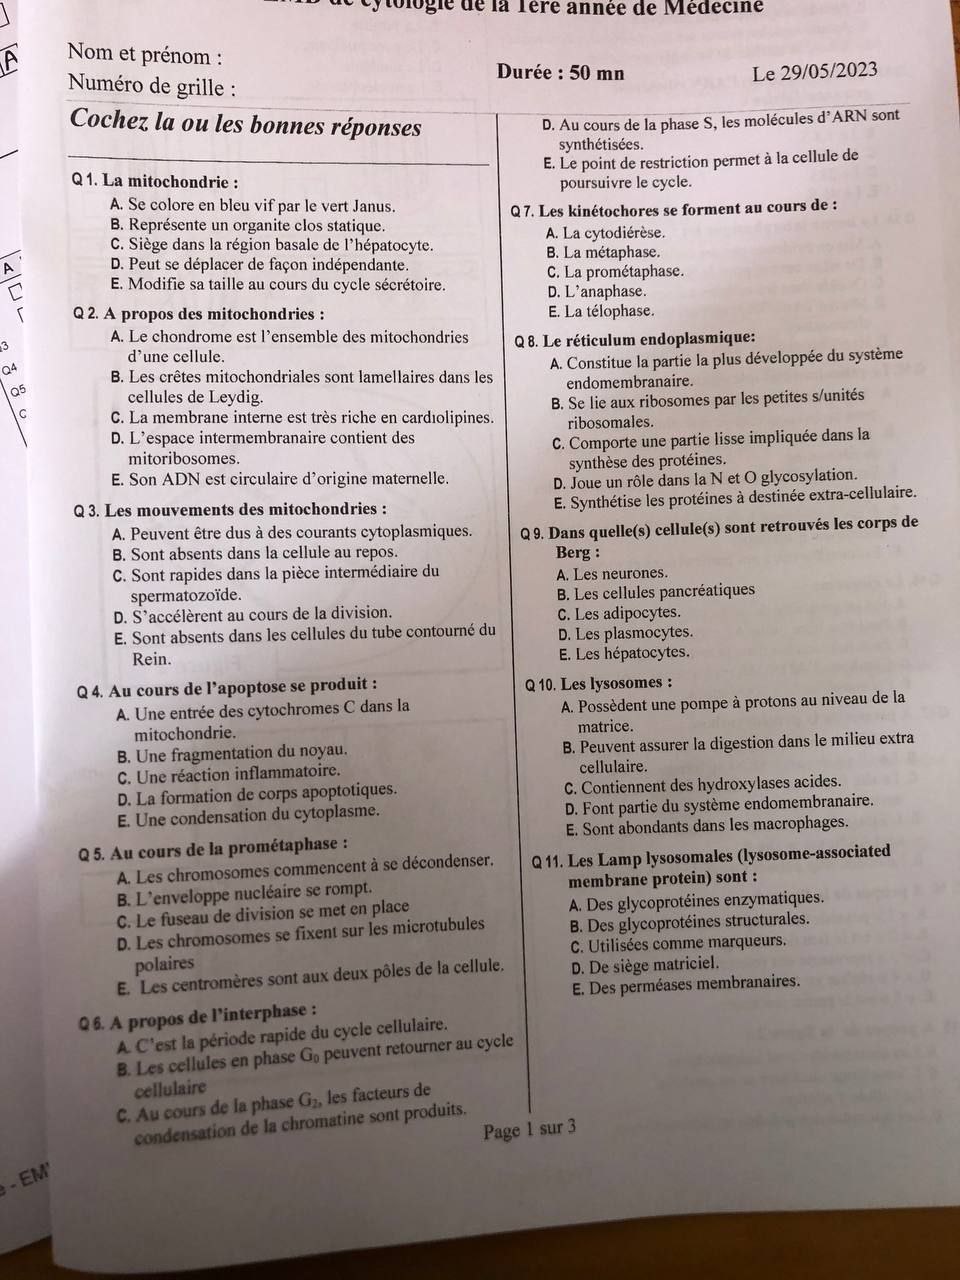 de cytologie de la 1ère année de Médecine
Nom et prénom :
Numéro de grille :
Durée : 50 mn
Le 29/05/2023
Cochez la ou les bonnes réponses
Q 1. La mitochondrie :
A. Se colore en bleu vif par le vert Janus.
B. Représente un organite clos statique.
C. Siège dans la région basale de l'hépatocyte.
D. Peut se déplacer de façon indépendante.
E. Modifie sa taille au cours du cycle sécrétoire.
Q 2. A propos des mitochondries :
A. Le chondrome est l'ensemble des mitochondries
d'une cellule.
B. Les crêtes mitochondriales sont lamellaires dans les
cellules de Leydig.
C. La membrane interne est très riche en cardiolipines.
D. L'espace intermembranaire contient des
mitoribosomes.
E. Son ADN est circulaire d'origine maternelle.
Q 3. Les mouvements des mitochondries :
A. Peuvent être dus à des courants cytoplasmiques.
B. Sont absents dans la cellule au repos.
C. Sont rapides dans la pièce intermédiaire du
spermatozoïde.
D. S'accélèrent au cours de la division.
E. Sont absents dans les cellules du tube contourné du
Rein.
Q 4. Au cours de l'apoptose se produit :
A. Une entrée des cytochromes C dans la
mitochondrie.
B. Une fragmentation du noyau.
C. Une réaction inflammatoire.
D. La formation de corps apoptotiques.
E. Une condensation du cytoplasme.
Q 5. Au cours de la prométaphase :
A. Les chromosomes commencent à se décondenser.
B. L'enveloppe nucléaire se rompt.
C. Le fuseau de division se met en place
D. Les chromosomes se fixent sur les microtubules
polaires
E. Les centromères sont aux deux pôles de la cellule.
Q 6. A propos de l'interphase :
A. C'est la période rapide du cycle cellulaire.
B. Les cellules en phase G₀ peuvent retourner au cycle
cellulaire
C. Au cours de la phase G₂, les facteurs de
condensation de la chromatine sont produits.
D. Au cours de la phase S, les molécules d'ARN sont
synthétisées.
E. Le point de restriction permet à la cellule de
poursuivre le cycle.
Q 7. Les kinétochores se forment au cours de :
A. La cytodiérèse.
B. La métaphase.
C. La prométaphase.
D. L'anaphase.
E. La télophase.
Q 8. Le réticulum endoplasmique:
A. Constitue la partie la plus développée du système
endomembranaire.
B. Se lie aux ribosomes par les petites s/unités
ribosomales.
C. Comporte une partie lisse impliquée dans la
synthèse des protéines.
D. Joue un rôle dans la N et O glycosylation.
E. Synthétise les protéines à destinée extra-cellulaire.
Q 9. Dans quelle(s) cellule(s) sont retrouvés les corps de
Berg :
A. Les neurones.
B. Les cellules pancréatiques
C. Les adipocytes.
D. Les plasmocytes.
E. Les hépatocytes.
Q 10. Les lysosomes :
A. Possèdent une pompe à protons au niveau de la
matrice.
B. Peuvent assurer la digestion dans le milieu extra
cellulaire.
C. Contiennent des hydroxylases acides.
D. Font partie du système endomembranaire.
E. Sont abondants dans les macrophages.
Q 11. Les Lamp lysosomales (lysosome-associated
membrane protein) sont :
A. Des glycoprotéines enzymatiques.
B. Des glycoprotéines structurales.
C. Utilisées comme marqueurs.
D. De siège matriciel.
E. Des perméases membranaires.
Page 1 sur 3
A
A
Q4
Q5